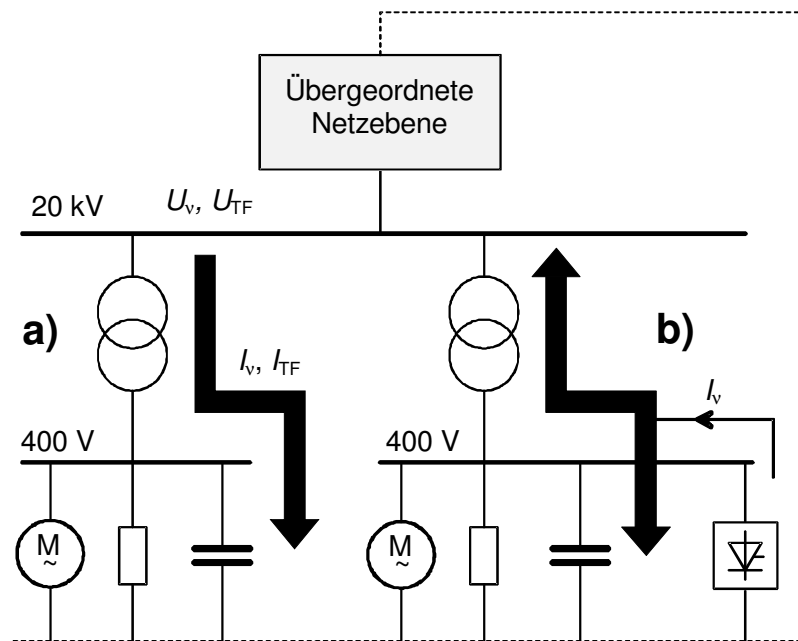 Übergeordnete
Netzebene
20 kV
Uν, UTF
a)
b)
Iν, ITF
Iν
400 V
400 V
M
~
M
~